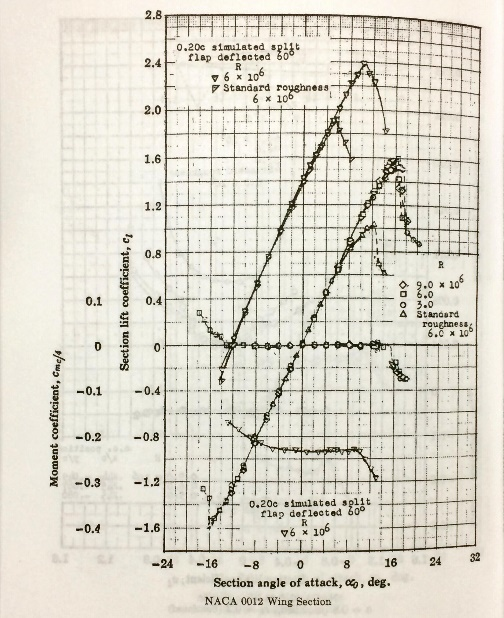 2.8
0.20c simulated split
flap deflected 60°
R
▽ 6 × 10⁶
Standard roughness
6 × 10⁶
2.4
2.0
1.6
1.2
0.8
0.4
0
-0.4
-0.8
-1.2
-1.6
Section lift coefficient, c_l
0.1
0
-0.1
-0.2
-0.3
-0.4
Moment coefficient, c_mc/4
R
◇ 9.0 × 10⁶
□ 6.0
○ 3.0
△ Standard
roughness
6.0 × 10⁶
0.20c simulated split
flap deflected 60°
R
▽ 6 × 10⁶
-24 -16 -8 0 8 16 24 32
Section angle of attack, α₀, deg.
NACA 0012 Wing Section